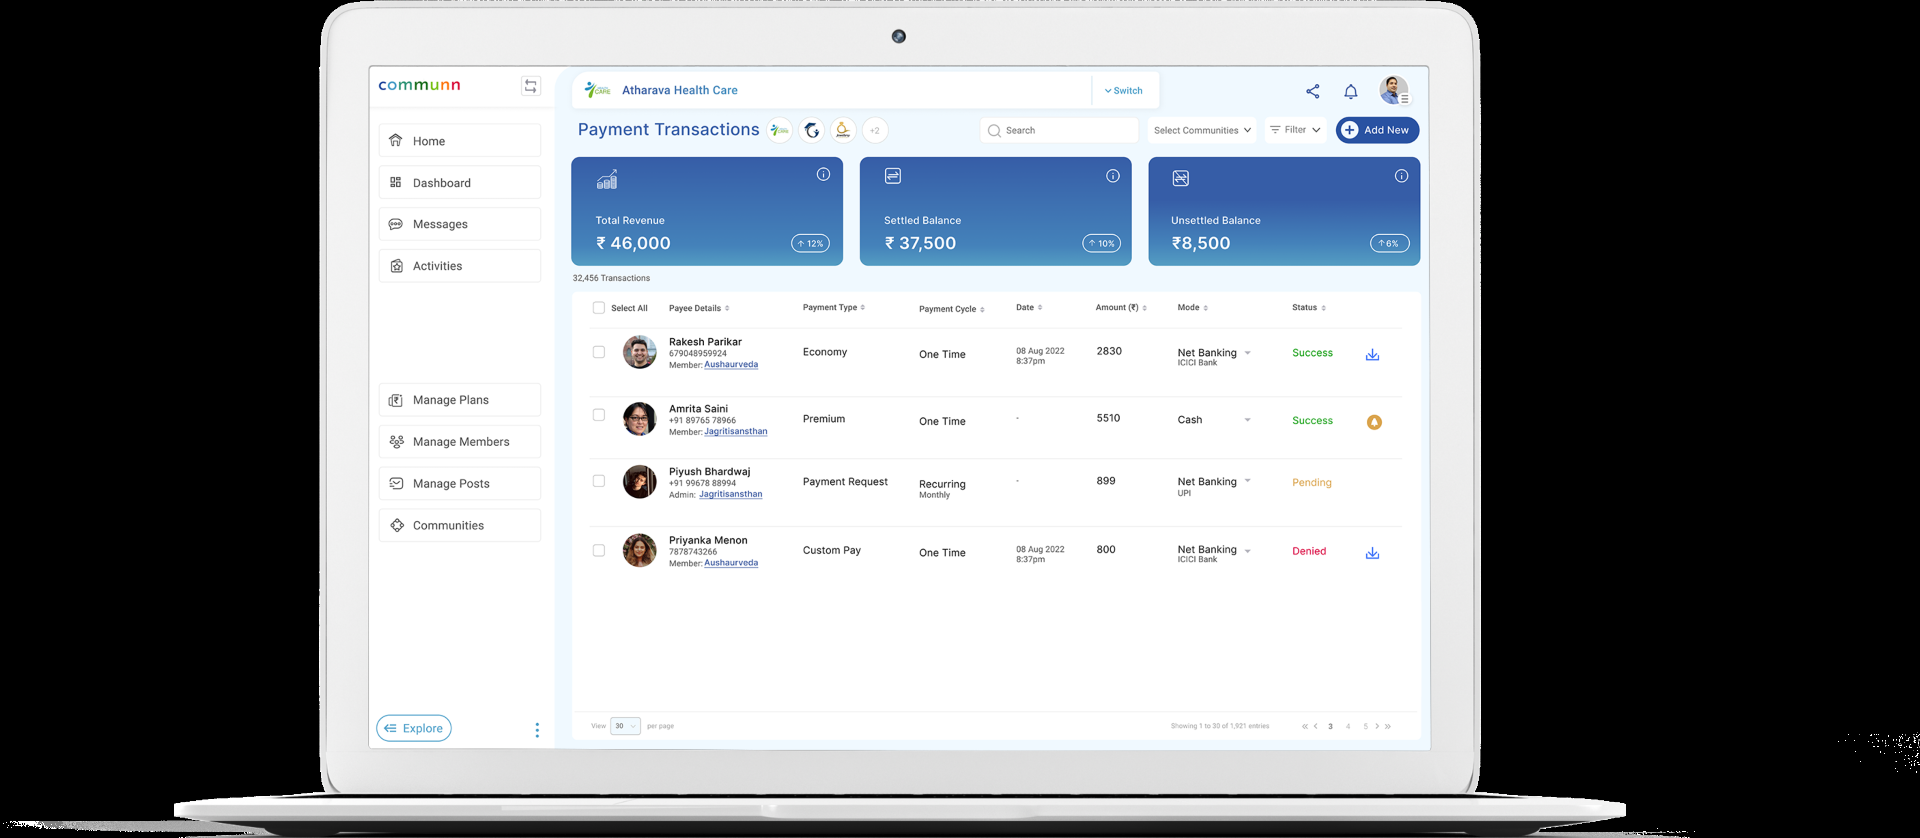 communn
Atharava Health Care
Switch
Home
Dashboard
Messages
Activities
Manage Plans
Manage Members
Manage Posts
Communities
Explore
Payment Transactions
+2
Search
Select Communities
Filter
Add New
Total Revenue
₹ 46,000
↑ 12%
Settled Balance
₹ 37,500
↑ 10%
Unsettled Balance
₹8,500
↑6%
32,456 Transactions
Select All Payee Details Payment Type Payment Cycle Date Amount (₹) Mode Status
Rakesh Parikar
679048959924
Member: Aushaurveda
Economy
One Time
08 Aug 2022
8:37pm
2830
Net Banking
ICICI Bank
Success
Amrita Saini
+91 89765 78966
Member: Jagritisansthan
Premium
One Time
-
5510
Cash
Success
Piyush Bhardwaj
+91 99678 88994
Admin: Jagritisansthan
Payment Request
Recurring
Monthly
-
899
Net Banking
UPI
Pending
Priyanka Menon
7878743266
Member: Aushaurveda
Custom Pay
One Time
08 Aug 2022
8:37pm
800
Net Banking
ICICI Bank
Denied
View 30 per page
Showing 1 to 30 of 1,921 entries
« < 3 4 5 > »